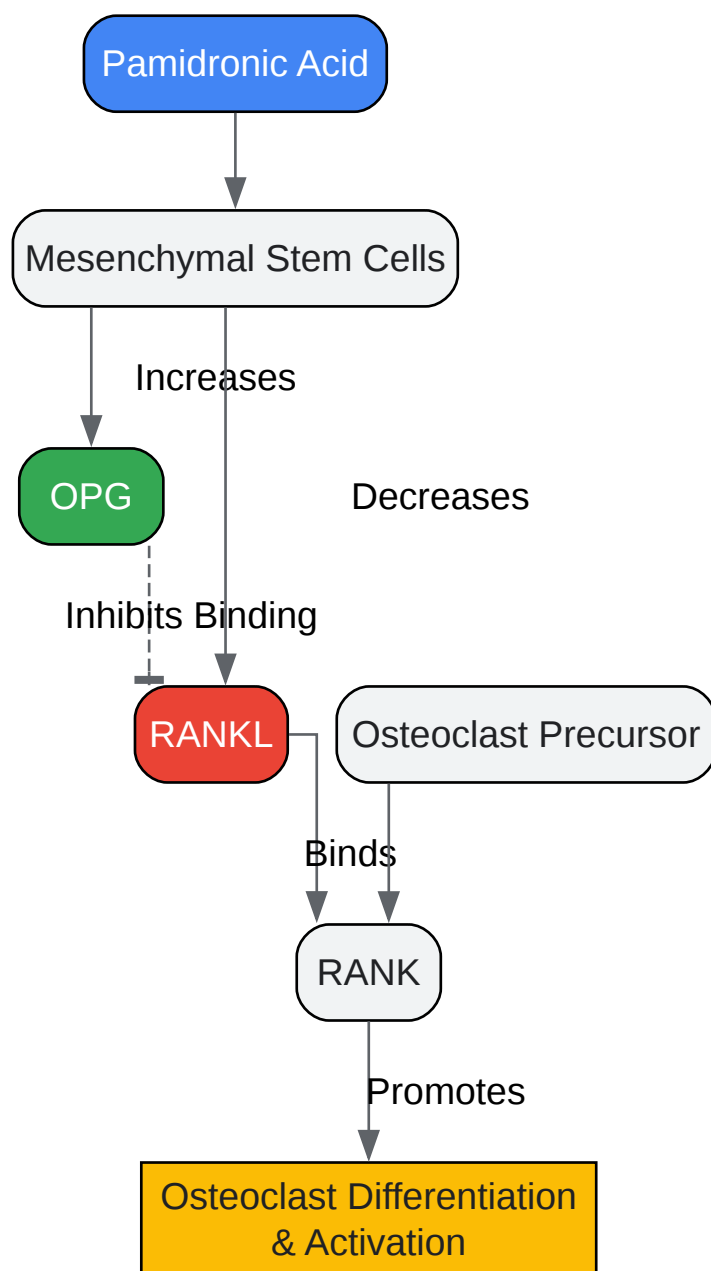 Pamidronic Acid
Mesenchymal Stem Cells
Increases
OPG
Decreases
Inhibits Binding
RANKL
Osteoclast Precursor
Binds
RANK
Promotes
Osteoclast Differentiation
& Activation